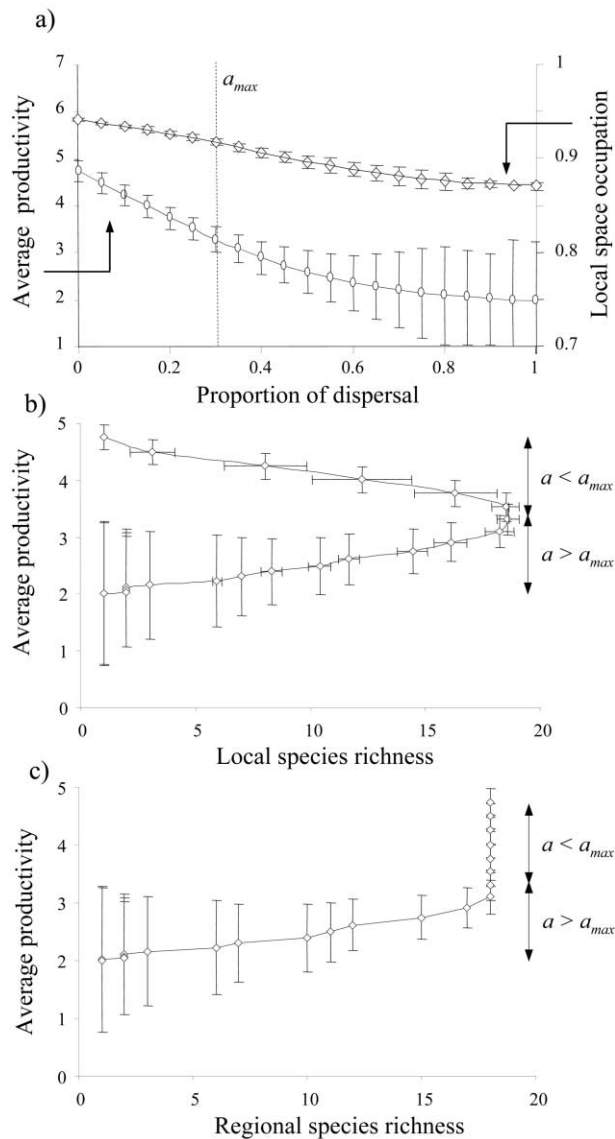 a)
7
6
5
4
3
2
1
Average productivity
a_max
1
0.9
0.8
0.7
Local space occupation
0 0.2 0.4 0.6 0.8 1
Proportion of dispersal
b)
5
4
3
2
1
0
Average productivity
a < a_max
a > a_max
0 5 10 15 20
Local species richness
c)
5
4
3
2
1
0
Average productivity
a < a_max
a > a_max
0 5 10 15 20
Regional species richness